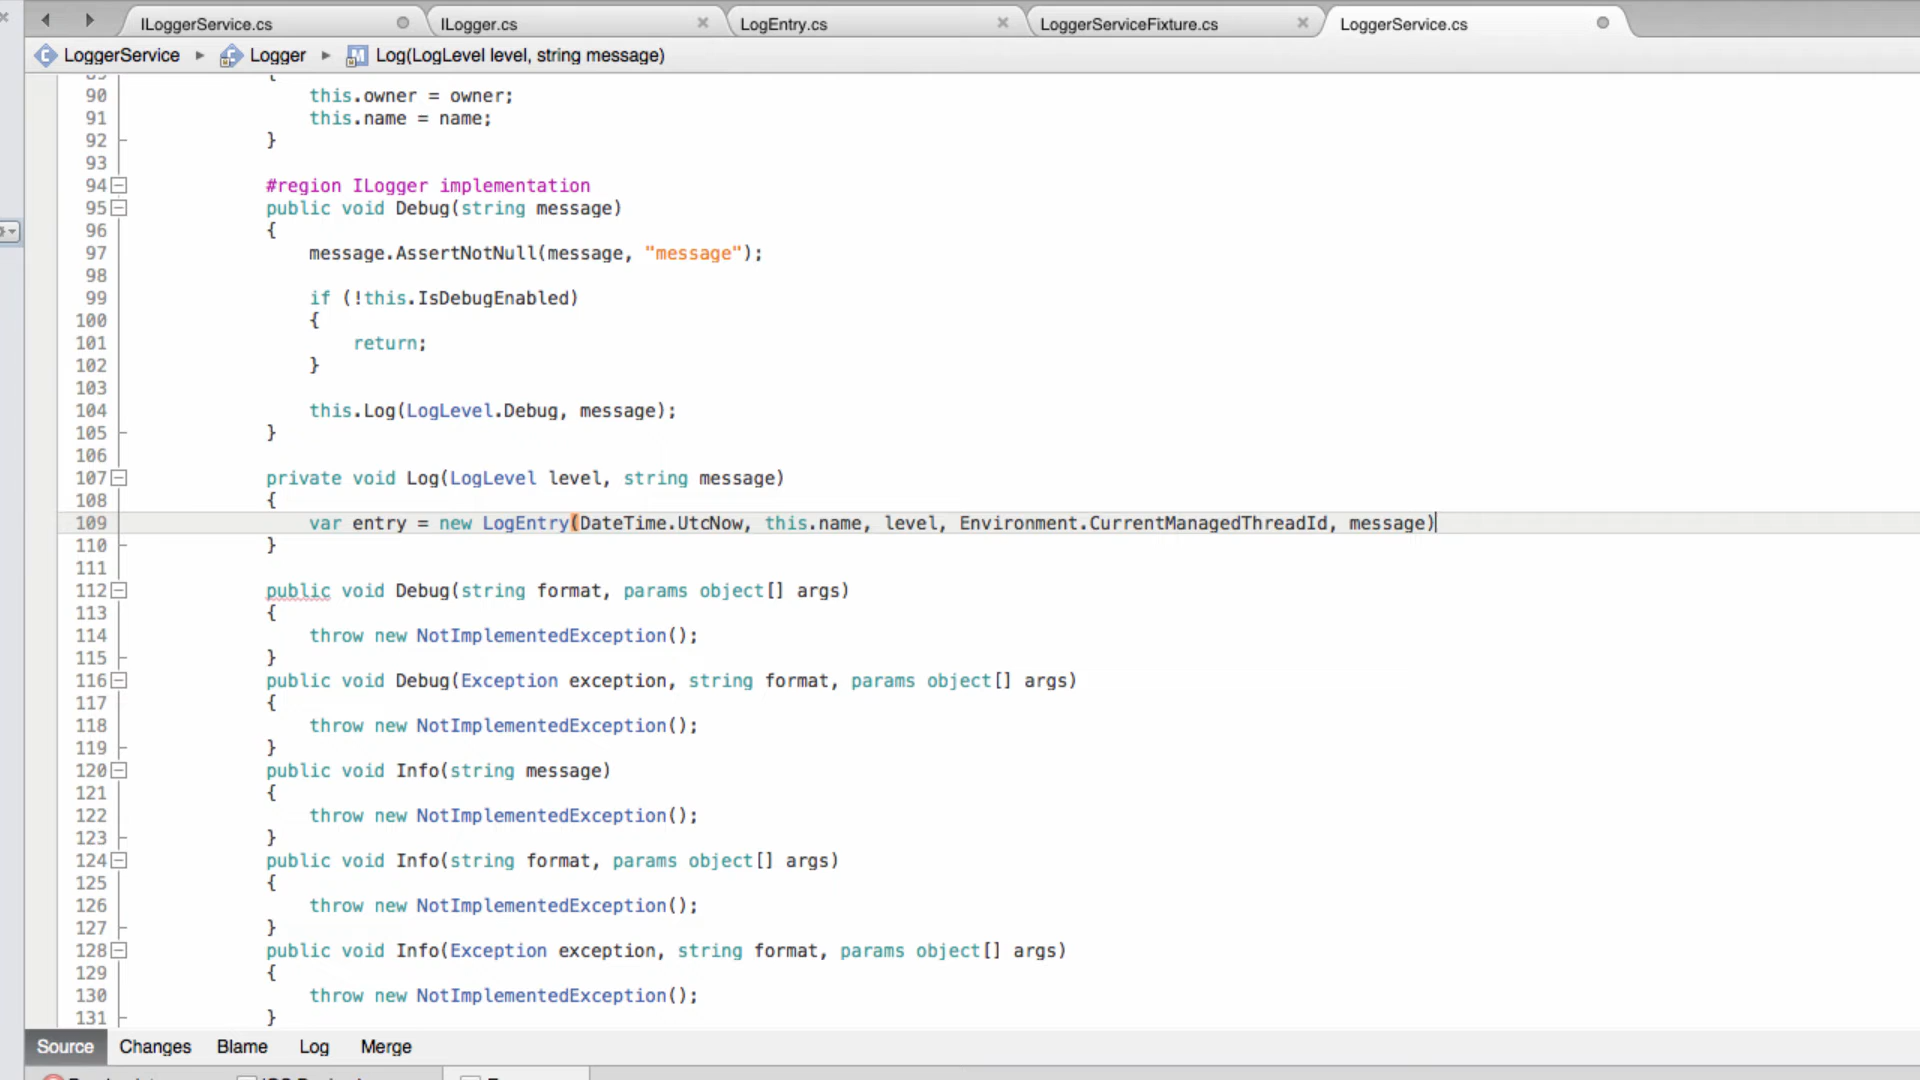 ILoggerService.cs ILogger.cs LogEntry.cs LoggerServiceFixture.cs LoggerService.cs
LoggerService Logger Log(LogLevel level, string message)
89 {
90 this.owner = owner;
91 this.name = name;
92 }
93
94 #region ILogger implementation
95 public void Debug(string message)
96 {
97 message.AssertNotNull(message, "message");
98
99 if (!this.IsDebugEnabled)
100 {
101 return;
102 }
103
104 this.Log(LogLevel.Debug, message);
105 }
106
107 private void Log(LogLevel level, string message)
108 {
109 var entry = new LogEntry(DateTime.UtcNow, this.name, level, Environment.CurrentManagedThreadId, message)
110 }
111
112 public void Debug(string format, params object[] args)
113 {
114 throw new NotImplementedException();
115 }
116 public void Debug(Exception exception, string format, params object[] args)
117 {
118 throw new NotImplementedException();
119 }
120 public void Info(string message)
121 {
122 throw new NotImplementedException();
123 }
124 public void Info(string format, params object[] args)
125 {
126 throw new NotImplementedException();
127 }
128 public void Info(Exception exception, string format, params object[] args)
129 {
130 throw new NotImplementedException();
131 }
Source Changes Blame Log Merge